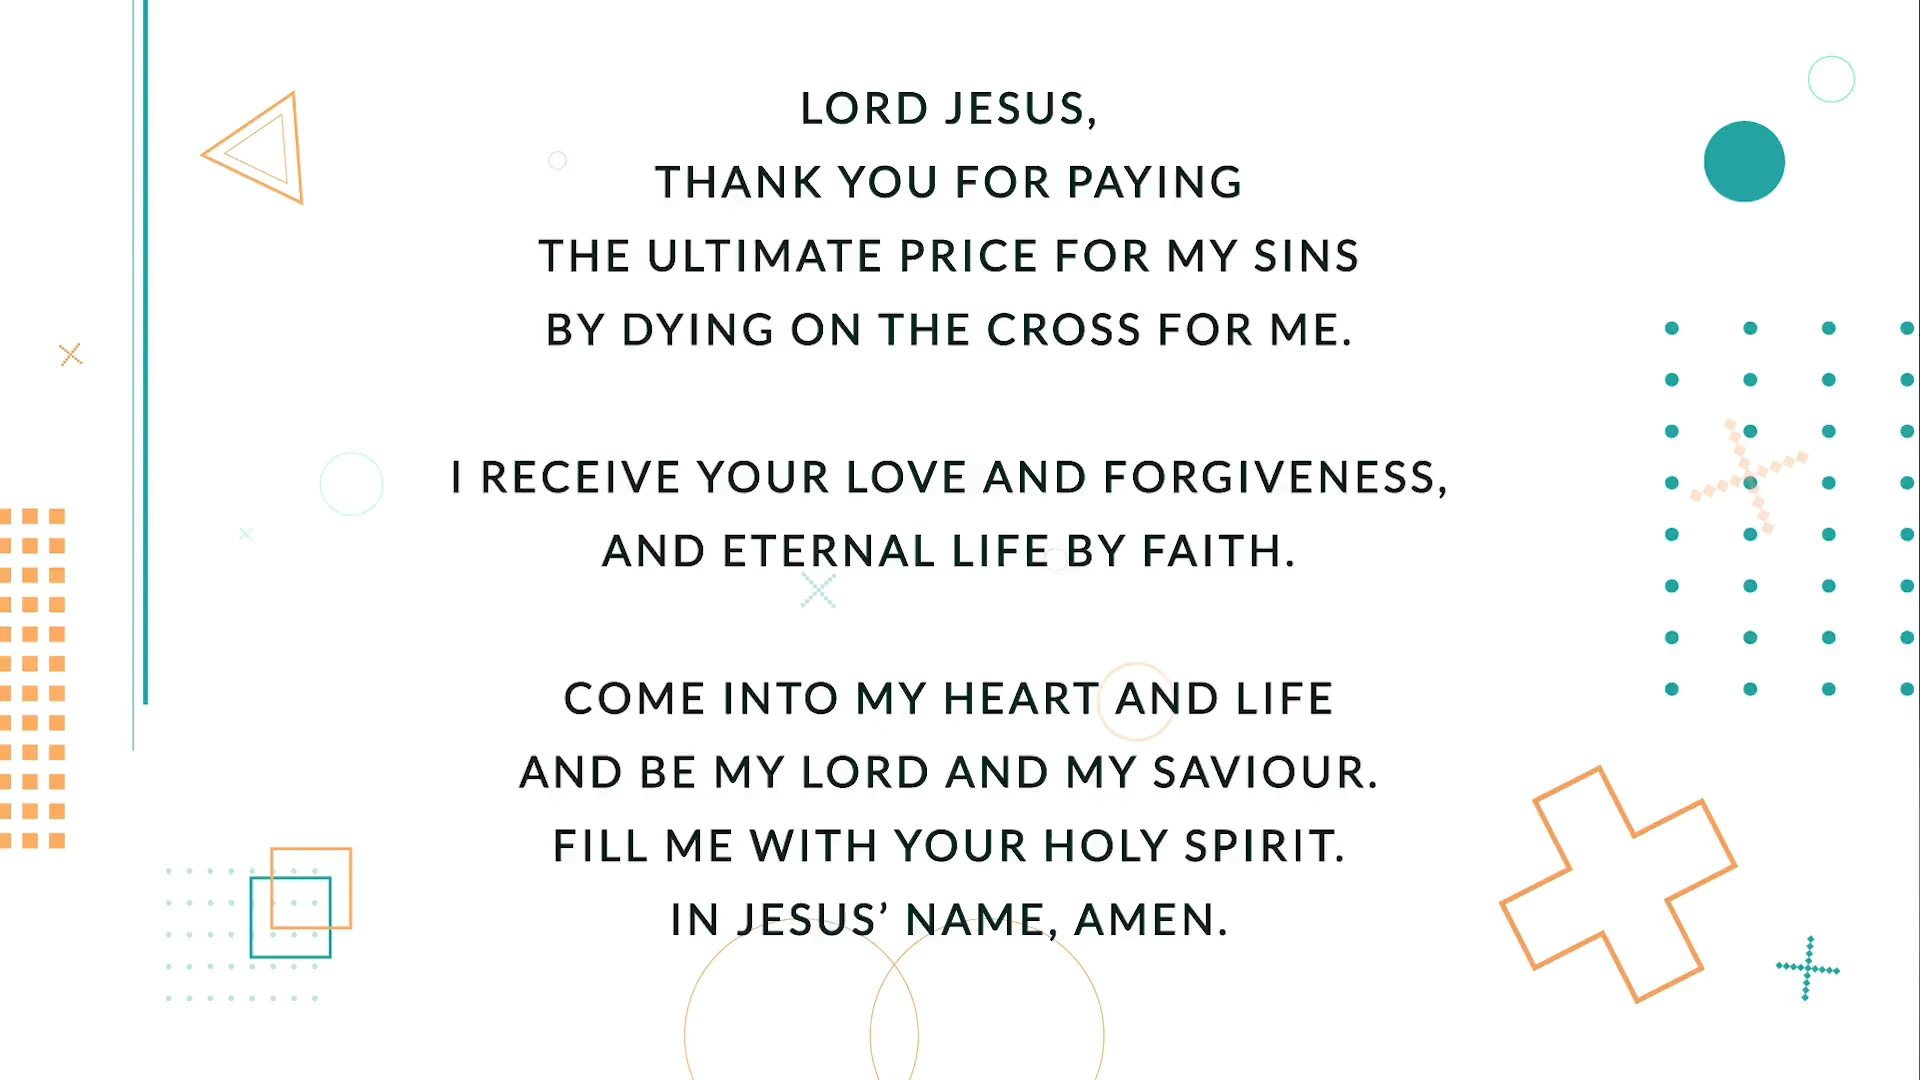 LORD JESUS,
THANK YOU FOR PAYING
THE ULTIMATE PRICE FOR MY SINS
BY DYING ON THE CROSS FOR ME.
I RECEIVE YOUR LOVE AND FORGIVENESS,
AND ETERNAL LIFE BY FAITH.
COME INTO MY HEART AND LIFE
AND BE MY LORD AND MY SAVIOUR.
FILL ME WITH YOUR HOLY SPIRIT.
IN JESUS’ NAME, AMEN.